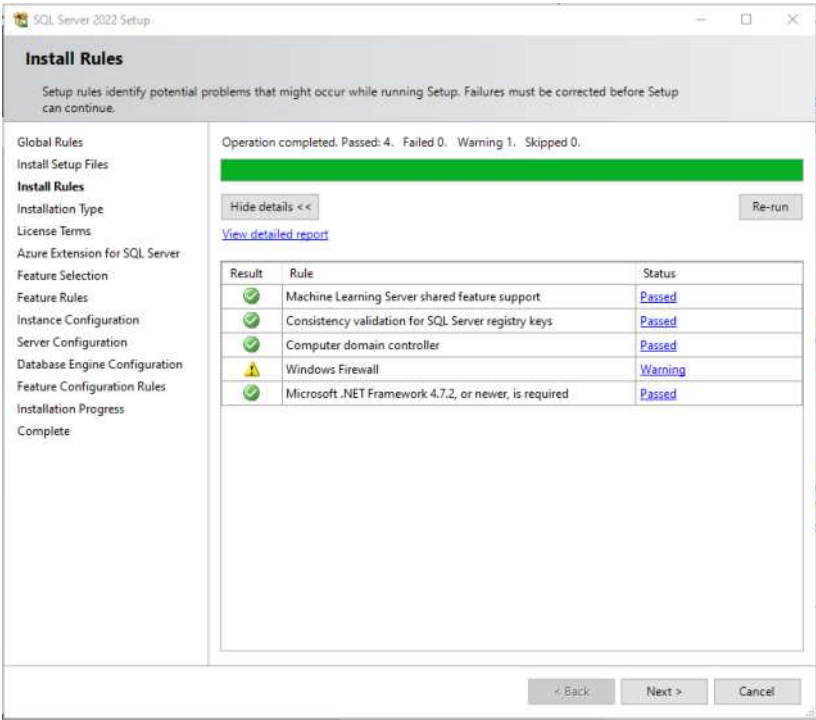 SQL Server 2022 Setup
Install Rules
Setup rules identify potential problems that might occur while running Setup. Failures must be corrected before Setup
can continue.
Global Rules
Install Setup Files
Install Rules
Installation Type
License Terms
Azure Extension for SQL Server
Feature Selection
Feature Rules
Instance Configuration
Server Configuration
Database Engine Configuration
Feature Configuration Rules
Installation Progress
Complete
Operation completed. Passed: 4. Failed 0. Warning 1. Skipped 0.
Hide details <<
Re-run
View detailed report
Result Rule Status
Machine Learning Server shared feature support Passed
Consistency validation for SQL Server registry keys Passed
Computer domain controller Passed
Windows Firewall Warning
Microsoft .NET Framework 4.7.2, or newer, is required Passed
< Back Next > Cancel